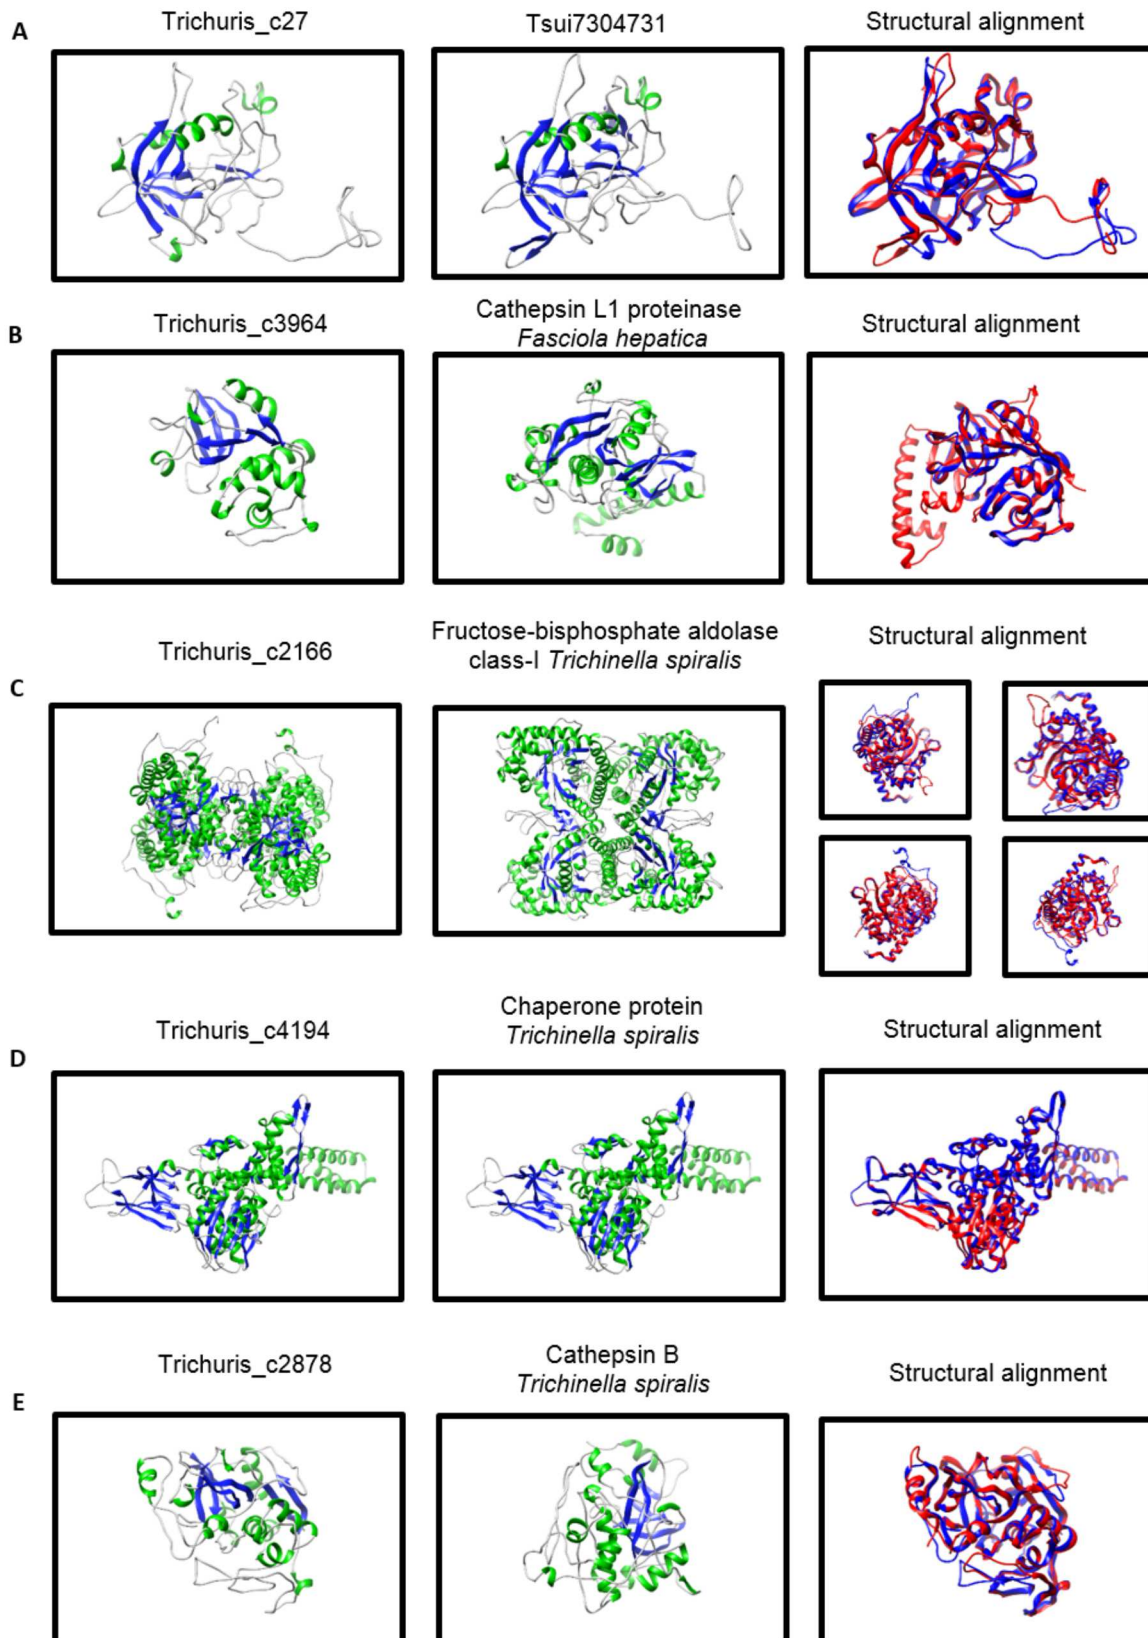 A
Trichuris_c27
Tsui7304731
Structural alignment
B
Trichuris_c3964
Cathepsin L1 proteinase
Fasciola hepatica
Structural alignment
C
Trichuris_c2166
Fructose-bisphosphate aldolase
class-I Trichinella spiralis
Structural alignment
D
Trichuris_c4194
Chaperone protein
Trichinella spiralis
Structural alignment
E
Trichuris_c2878
Cathepsin B
Trichinella spiralis
Structural alignment